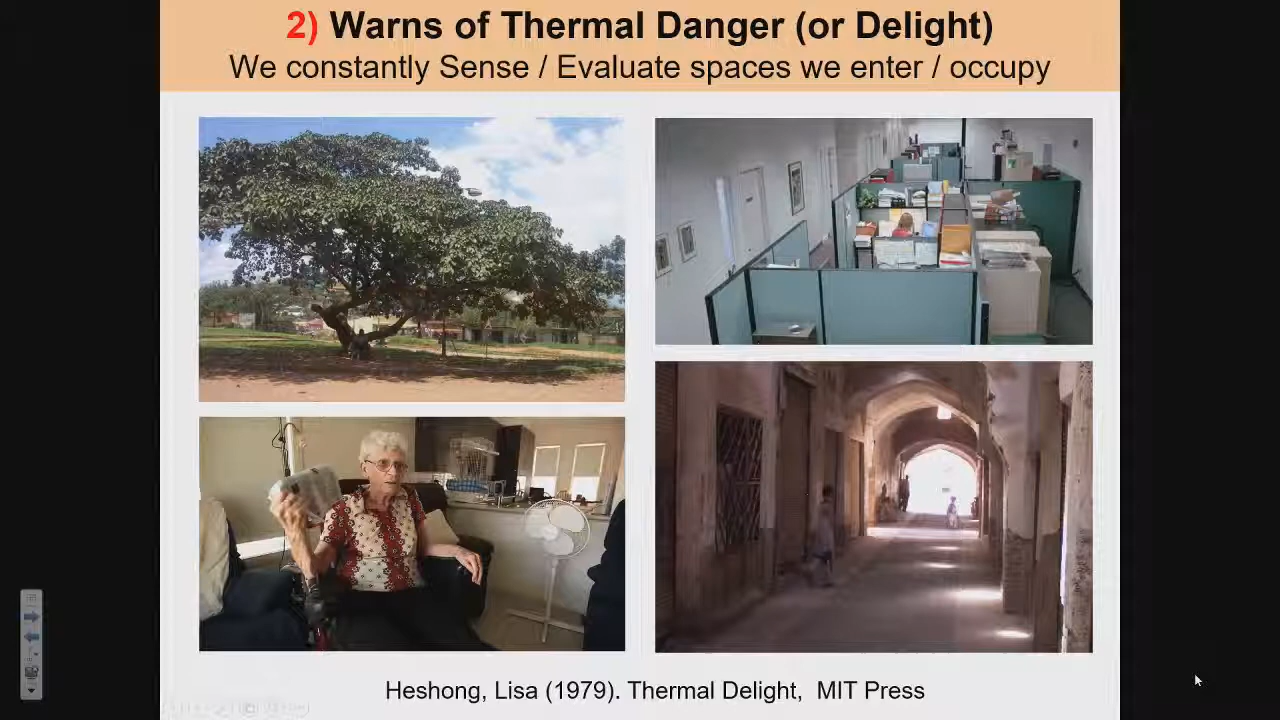 2) Warns of Thermal Danger (or Delight)
We constantly Sense / Evaluate spaces we enter / occupy
Heshong, Lisa (1979). Thermal Delight, MIT Press